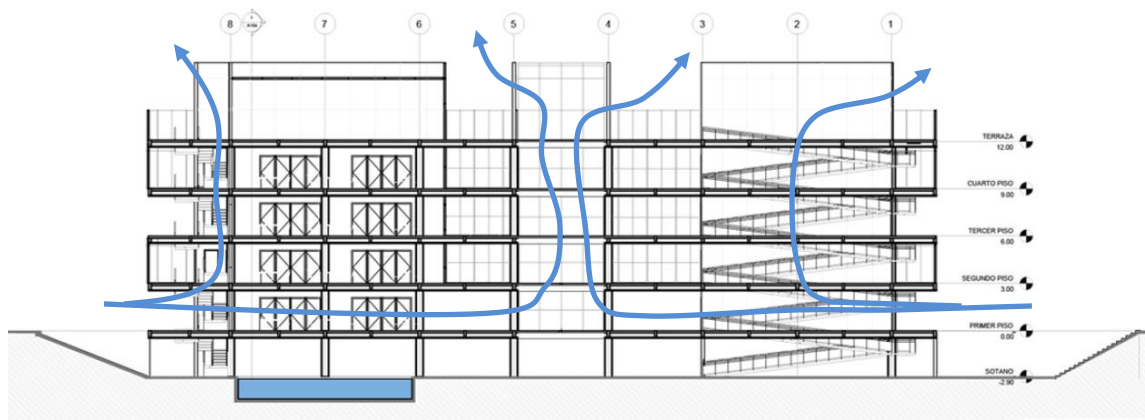 8 7 6 5 4 3 2 1
TERRAZA
12.00
CUARTO PISO
9.00
TERCER PISO
6.00
SEGUNDO PISO
3.00
PRIMER PISO
0.00
SOTANO
-2.90